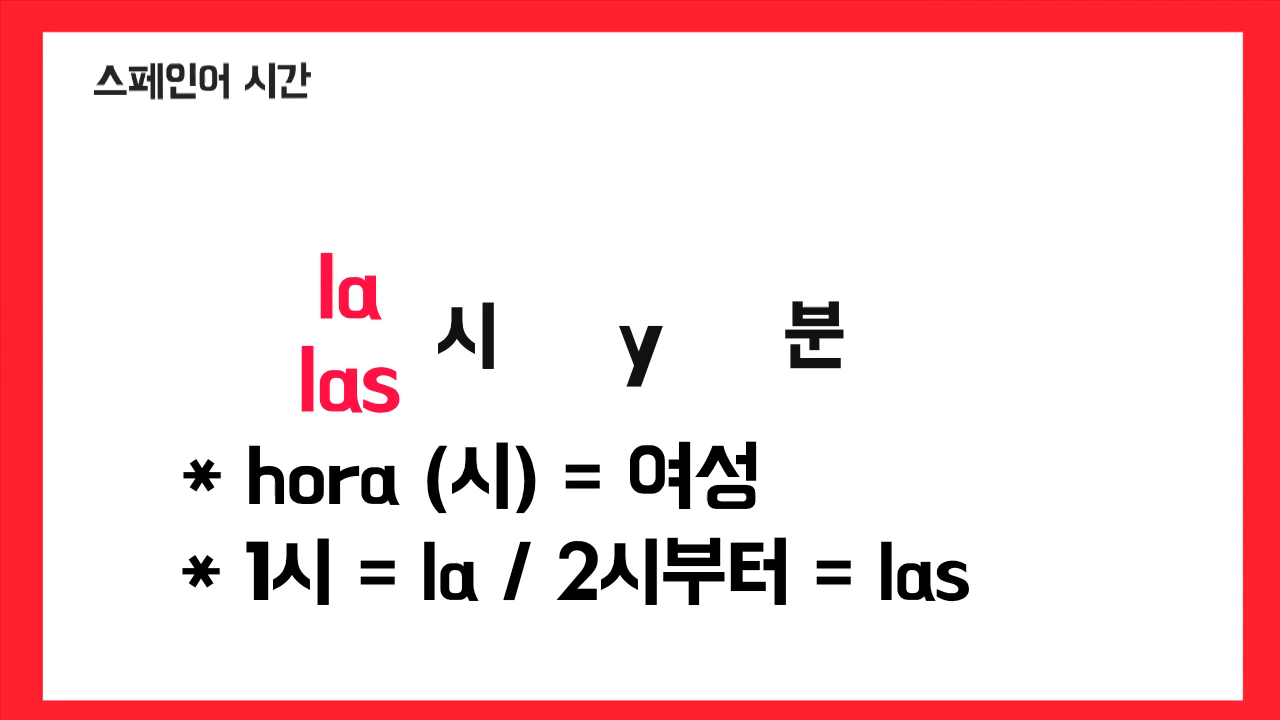 스페인어 시간
la
las
시 y 분
* hora (시) = 여성
* 1시 = la / 2시부터 = las